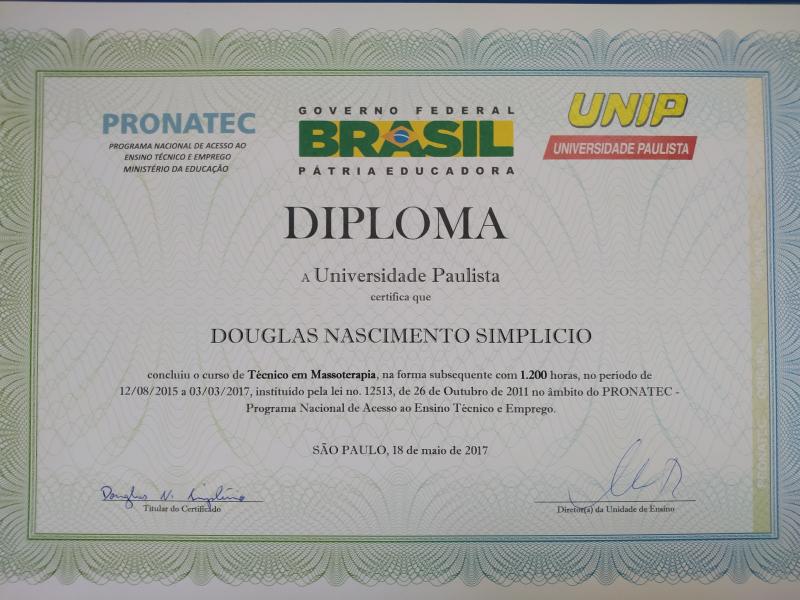 PRONATEC
PROGRAMA NACIONAL DE ACESSO AO
ENSINO TÉCNICO E EMPREGO
MINISTÉRIO DA EDUCAÇÃO
GOVERNO FEDERAL
BRASIL
PÁTRIA EDUCADORA
UNIP
UNIVERSIDADE PAULISTA
DIPLOMA
A Universidade Paulista
certifica que
DOUGLAS NASCIMENTO SIMPLICIO
concluiu o curso de Técnico em Massoterapia, na forma subsequente com 1.200 horas, no período de
12/08/2015 a 03/03/2017, instituído pela lei no. 12513, de 26 de Outubro de 2011 no âmbito do PRONATEC -
Programa Nacional de Acesso ao Ensino Técnico e Emprego.
SÃO PAULO, 18 de maio de 2017
Douglas N. Simplicio
Titular do Certificado
Diretor(a) da Unidade de Ensino
PRONATEC